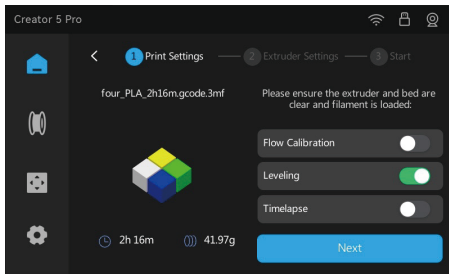 Creator 5 Pro
1 Print Settings
2 Extruder Settings
3 Start
four_PLA_2h16m.gcode.3mf
Please ensure the extruder and bed are
clear and filament is loaded:
Flow Calibration
Leveling
Timelapse
2h 16m
41.97g
Next